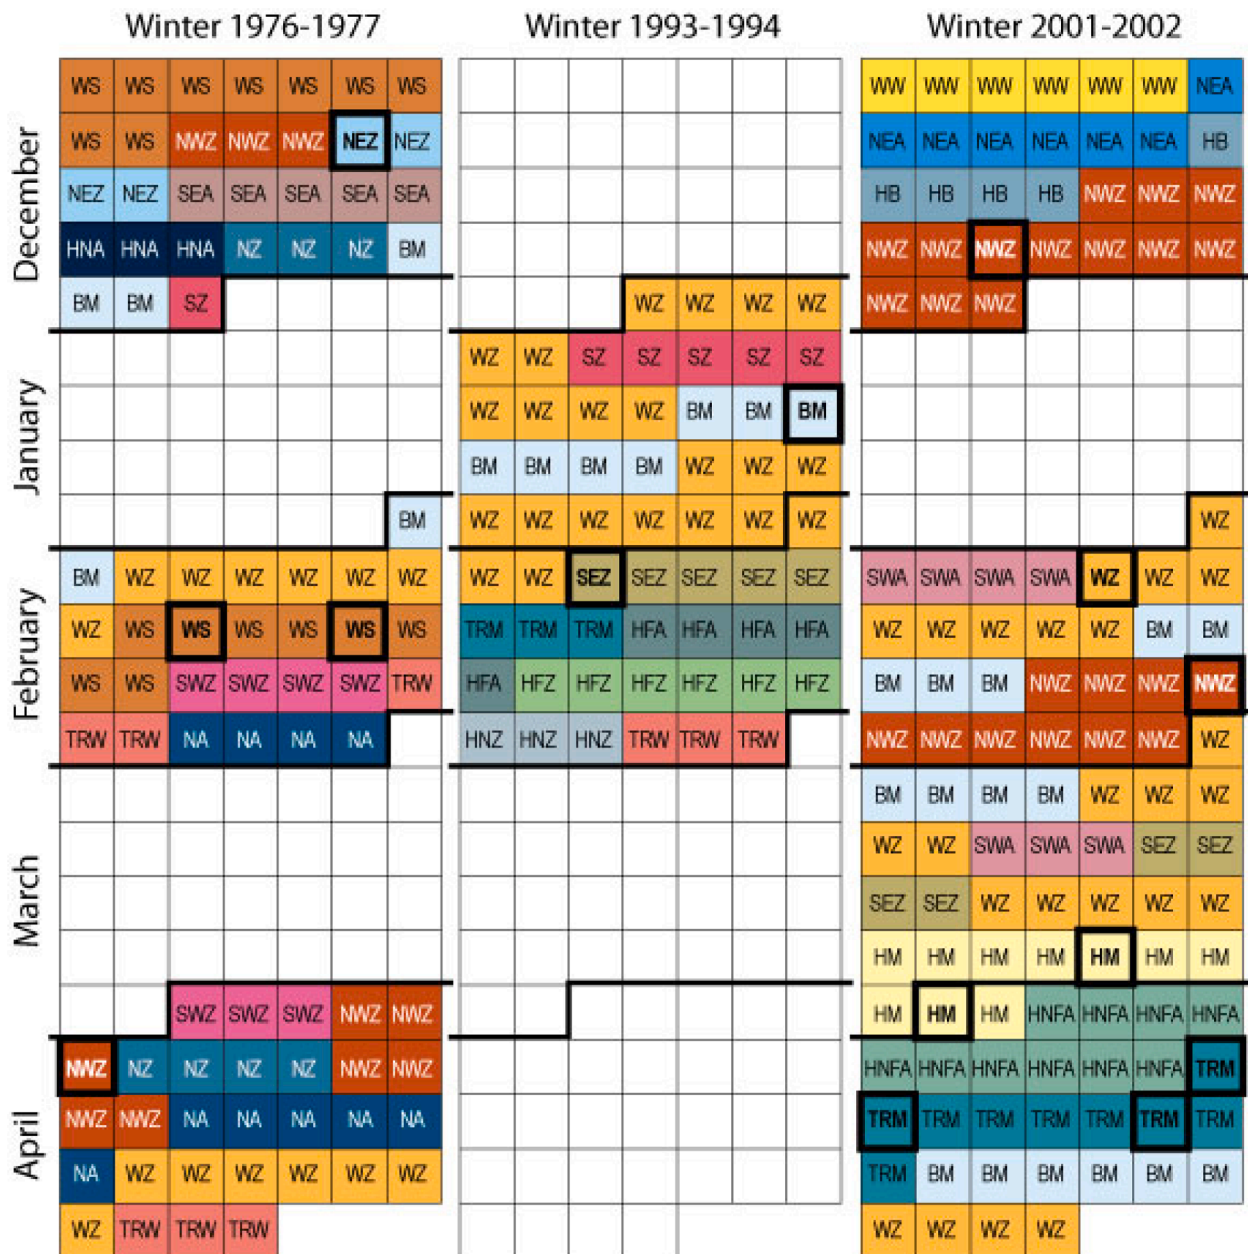 Winter 1976-1977 Winter 1993-1994 Winter 2001-2002
December
January
February
March
April
WS WS WS WS WS WS WS WW WW WW WW WW WW NEA
WS WS NWZ NWZ NWZ NEZ NEZ NEA NEA NEA NEA NEA NEA HB
NEZ NEZ SEA SEA SEA SEA SEA HB HB HB HB NWZ NWZ NWZ
HNA HNA HNA NZ NZ NZ BM NWZ NWZ NWZ NWZ NWZ NWZ NWZ
BM BM SZ WZ WZ WZ WZ NWZ NWZ NWZ
WZ WZ SZ SZ SZ SZ SZ
WZ WZ WZ WZ BM BM BM
BM BM BM BM WZ WZ WZ
BM WZ WZ WZ WZ WZ WZ WZ WZ
BM WZ WZ WZ WZ WZ WZ WZ WZ SEZ SEZ SEZ SEZ SEZ SWA SWA SWA SWA WZ WZ WZ
WZ WS WS WS WS WS WS TRM TRM TRM HFA HFA HFA HFA WZ WZ WZ WZ WZ BM BM
WS WS SWZ SWZ SWZ SWZ TRW HFA HFZ HFZ HFZ HFZ HFZ HFZ BM BM BM NWZ NWZ NWZ NWZ
TRW TRW NA NA NA NA HNZ HNZ HNZ TRW TRW TRW NWZ NWZ NWZ NWZ NWZ NWZ WZ
BM BM BM BM WZ WZ WZ
WZ WZ SWA SWA SWA SEZ SEZ
SEZ SEZ WZ WZ WZ WZ WZ
HM HM HM HM HM HM HM
SWZ SWZ SWZ NWZ NWZ HM HM HM HNFA HNFA HNFA HNFA
NWZ NZ NZ NZ NZ NWZ NWZ HNFA HNFA HNFA HNFA HNFA HNFA TRM
NWZ NWZ NA NA NA NA NA TRM TRM TRM TRM TRM TRM TRM
NA WZ WZ WZ WZ WZ WZ TRM BM BM BM BM BM BM
WZ TRW TRW TRW WZ WZ WZ WZ